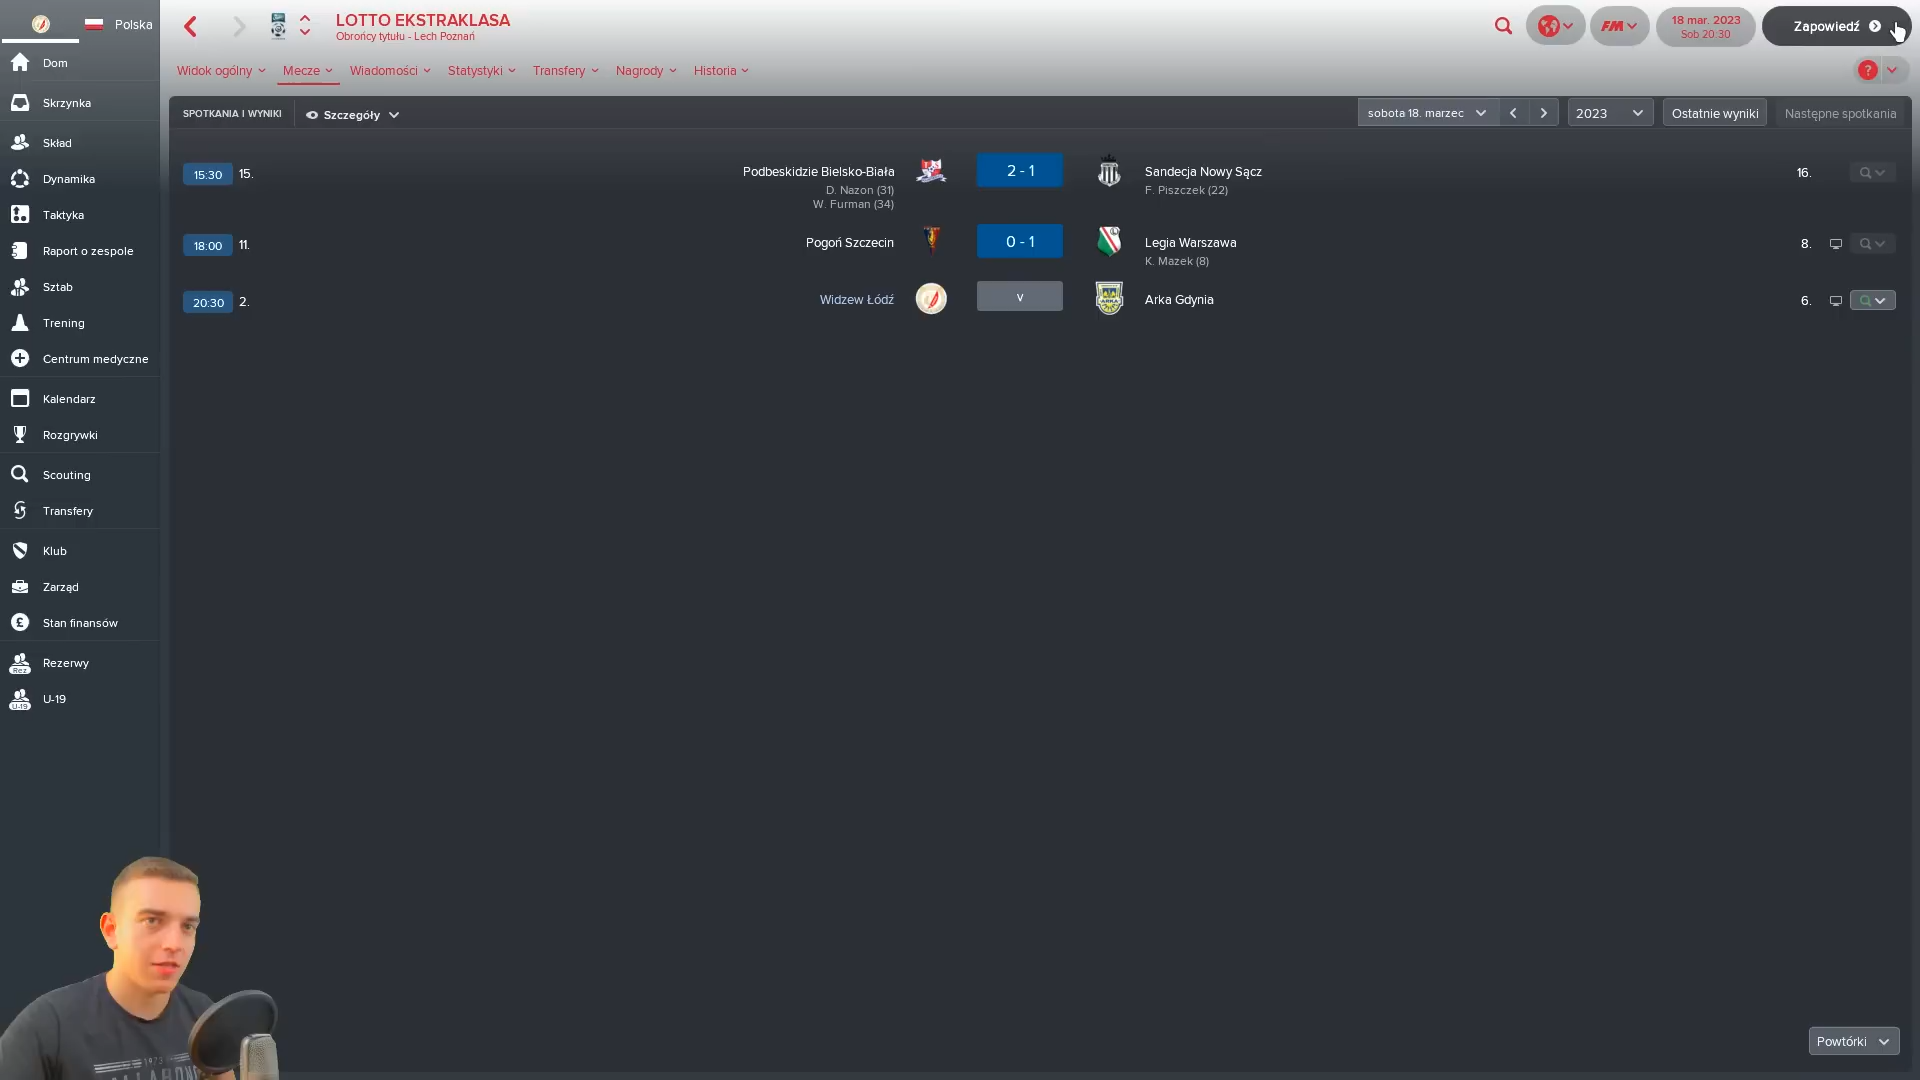 Polska
LOTTO EKSTRAKLASA
Obrońcy tytułu - Lech Poznań
FM
18 mar. 2023
Sob 20:30
Zapowiedź
Widok ogólny
Mecze
Wiadomości
Statystyki
Transfery
Nagrody
Historia
?
Dom
Skrzynka
Skład
Dynamika
Taktyka
Raport o zespole
Sztab
Trening
Centrum medyczne
Kalendarz
Rozgrywki
Scouting
Transfery
Klub
Zarząd
Stan finansów
Rez
Rezerwy
U-19
U-19
SPOTKANIA I WYNIKI
Szczegóły
sobota 18. marzec
2023
Ostatnie wyniki
Następne spotkania
15:30 15. Podbeskidzie Bielsko-Biała 2 - 1 Sandecja Nowy Sącz 16.
D. Nazon (31) F. Piszczek (22)
W. Furman (34)
18:00 11. Pogoń Szczecin 0 - 1 Legia Warszawa 8.
K. Mazek (8)
20:30 2. Widzew Łódź v Arka Gdynia 6.
Powtórki